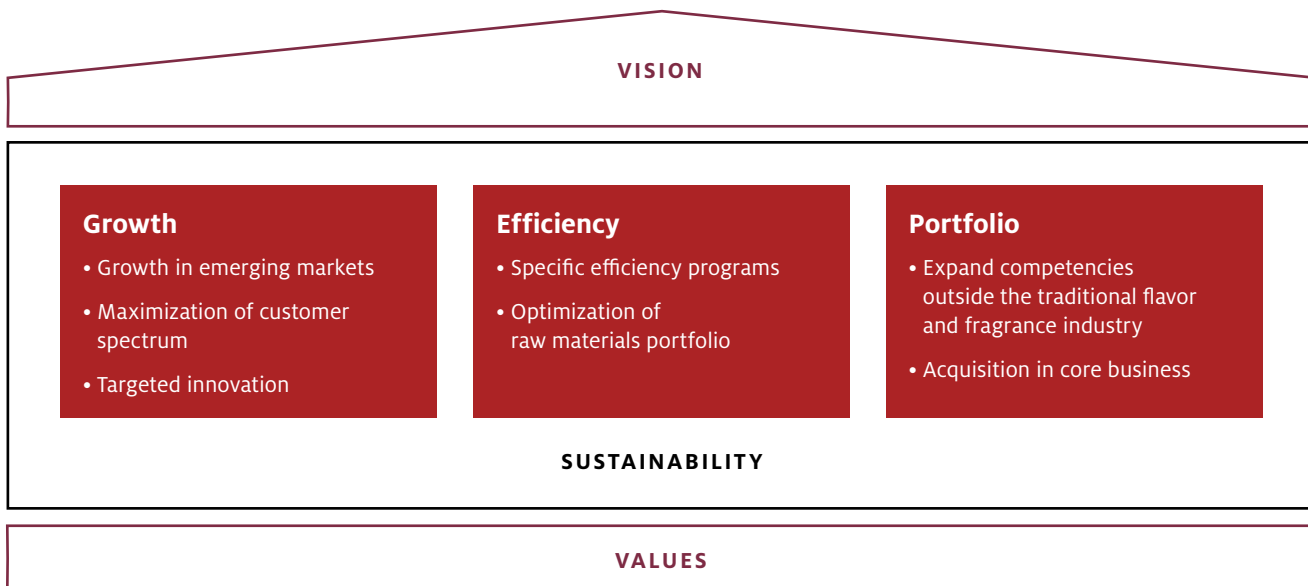 VISION
Growth
• Growth in emerging markets
• Maximization of customer
spectrum
• Targeted innovation
Efficiency
• Specific efficiency programs
• Optimization of
raw materials portfolio
Portfolio
• Expand competencies
outside the traditional flavor
and fragrance industry
• Acquisition in core business
SUSTAINABILITY
VALUES